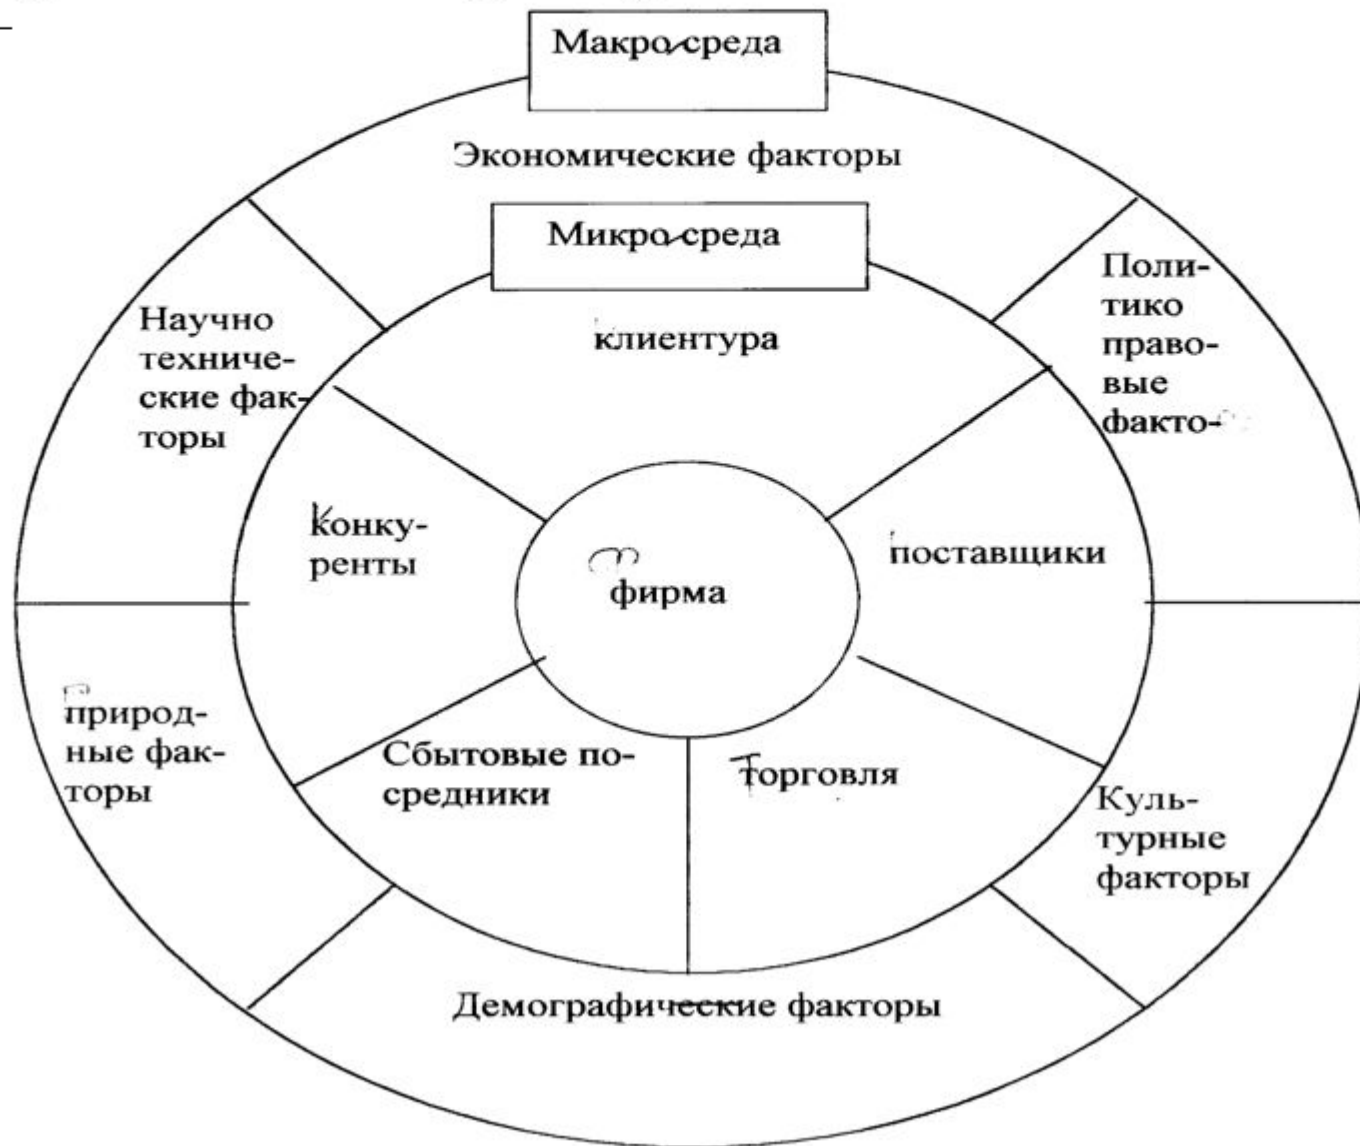 Макро-среда
Экономические факторы
Микро-среда
клиентура
Научно
техниче-
ские фак-
торы
Поли-
тико
право-
вые
факто-
конку-
ренты
фирма
поставщики
природ-
ные фак-
торы
Сбытовые по-
средники
Торговля
Куль-
турные
факторы
Демографические факторы